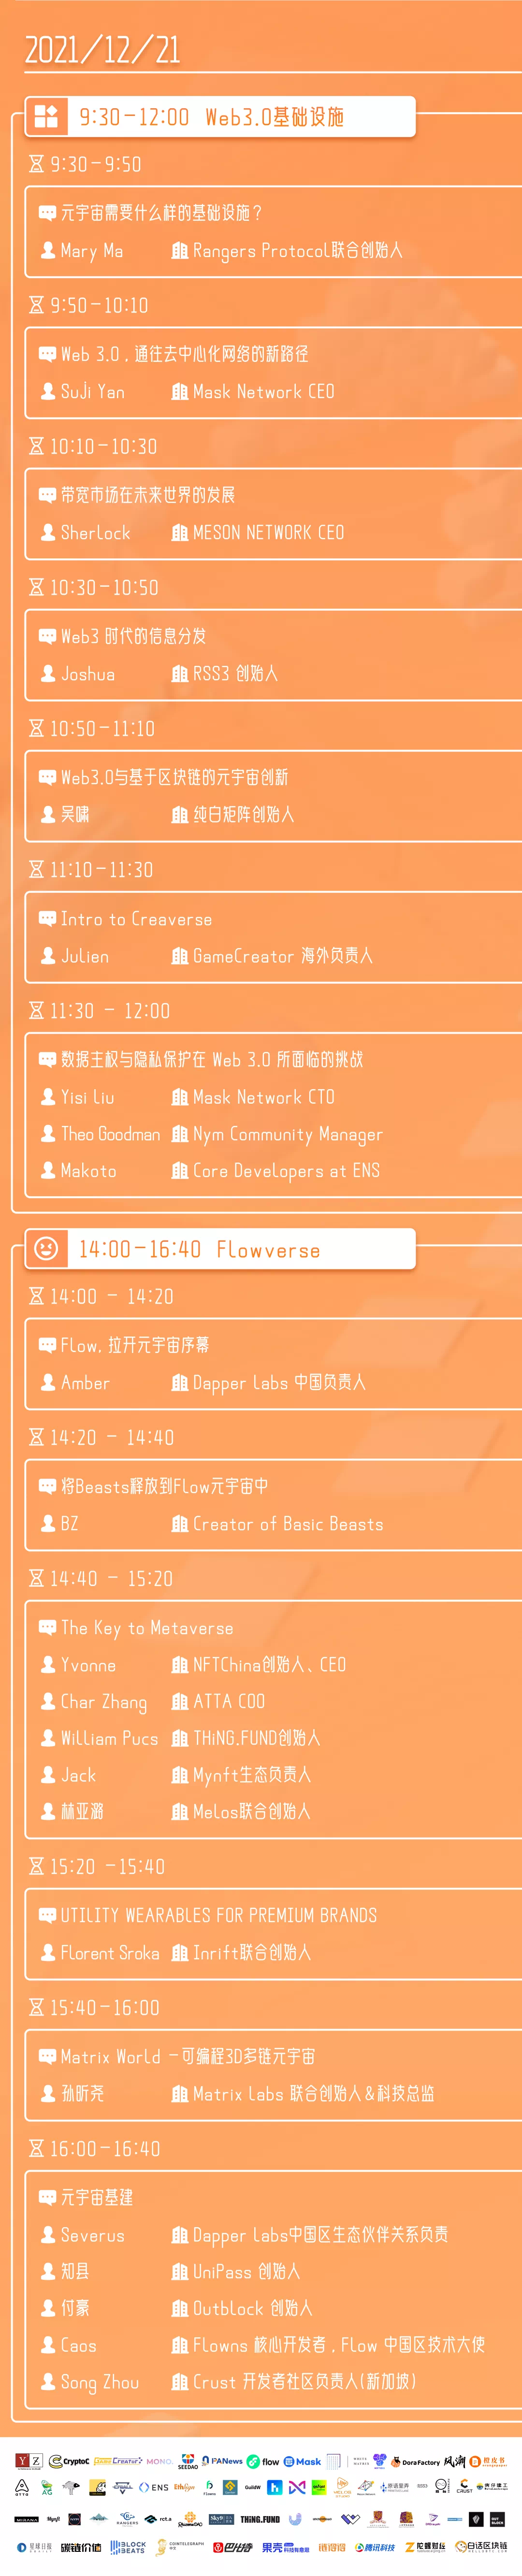 2021/12/21
9:30-12:00 Web3.0基础设施
9:30-9:50
元宇宙需要什么样的基础设施？
Mary Ma Rangers Protocol联合创始人
9:50-10:10
Web 3.0，通往去中心化网络的新路径
SuJi Yan Mask Network CEO
10:10-10:30
带宽市场在未来世界的发展
Sherlock MESON NETWORK CEO
10:30-10:50
Web3 时代的信息分发
Joshua RSS3 创始人
10:50-11:10
Web3.0与基于区块链的元宇宙创新
吴啸 纯白矩阵创始人
11:10-11:30
Intro to Creaverse
Julien GameCreator 海外负责人
11:30 - 12:00
数据主权与隐私保护在 Web 3.0 所面临的挑战
Yisi Liu Mask Network CTO
Theo Goodman Nym Community Manager
Makoto Core Developers at ENS
14:00-16:40 Flowverse
14:00 - 14:20
Flow, 拉开元宇宙序幕
Amber Dapper Labs 中国负责人
14:20 - 14:40
将Beasts释放到Flow元宇宙中
BZ Creator of Basic Beasts
14:40 - 15:20
The Key to Metaverse
Yvonne NFTChina创始人、CEO
Char Zhang ATTA COO
William Pucs THiNG.FUND创始人
Jack Mynft生态负责人
林亚潞 Melos联合创始人
15:20 -15:40
UTILITY WEARABLES FOR PREMIUM BRANDS
Florent Sroka Inrift联合创始人
15:40-16:00
Matrix World -可编程3D多链元宇宙
孙昕尧 Matrix Labs 联合创始人&科技总监
16:00-16:40
元宇宙基建
Severus Dapper Labs中国区生态伙伴关系负责
知县 UniPass 创始人
付豪 Outblock 创始人
Caos Flowns 核心开发者，Flow 中国区技术大使
Song Zhou Crust 开发者社区负责人(新加坡)
YZ CryptoC GameCreator MONO. SEEDAO PANews flow Mask DoraFactory 风潮 橙皮书
ATTA ENS EthSign Flowns GuildW CRUST
Mynft RANGERS rct.a THiNG.FUND OUTBLOCK
星球日报 碳链价值 BLOCKBEATS COINTELEGRAPH 巴比特 果壳 链得得 腾讯科技 陀螺财经 白话区块链